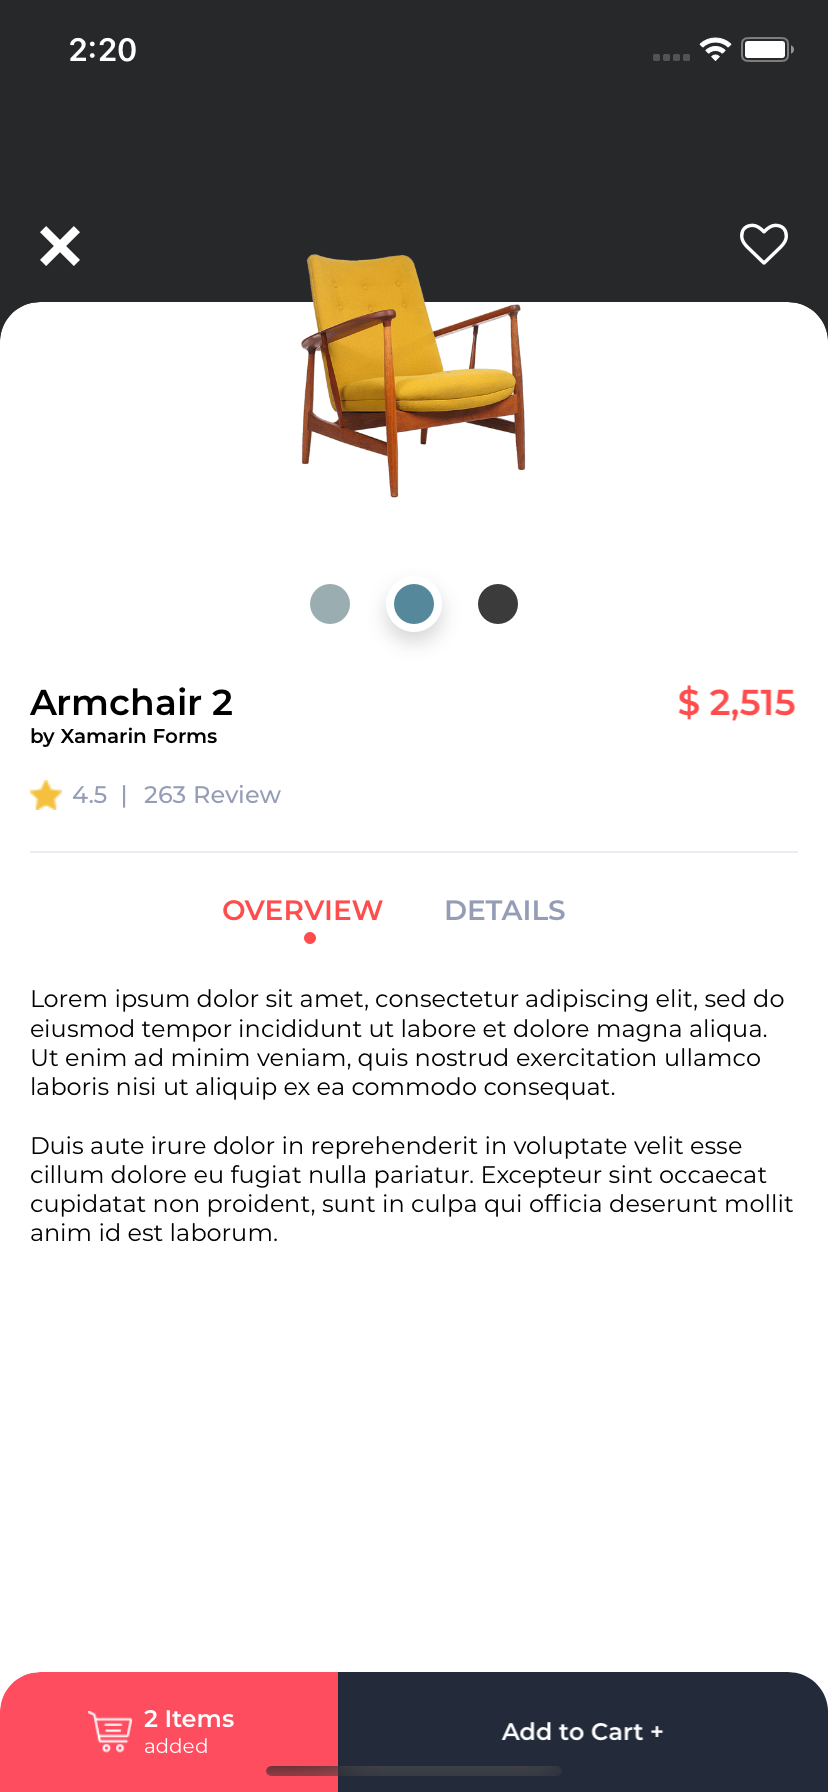 2:20
Armchair 2
$ 2,515
by Xamarin Forms
4.5 | 263 Review
OVERVIEW DETAILS
Lorem ipsum dolor sit amet, consectetur adipiscing elit, sed do
eiusmod tempor incididunt ut labore et dolore magna aliqua.
Ut enim ad minim veniam, quis nostrud exercitation ullamco
laboris nisi ut aliquip ex ea commodo consequat.
Duis aute irure dolor in reprehenderit in voluptate velit esse
cillum dolore eu fugiat nulla pariatur. Excepteur sint occaecat
cupidatat non proident, sunt in culpa qui officia deserunt mollit
anim id est laborum.
2 Items
added
Add to Cart +